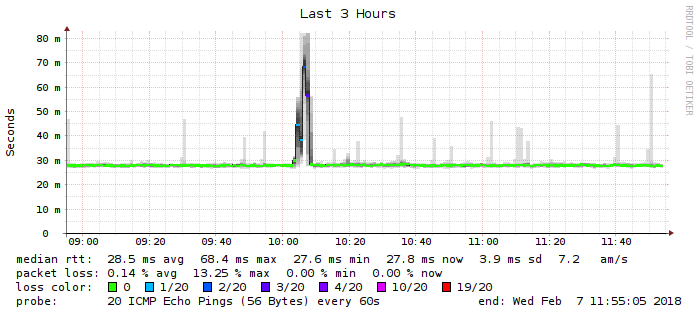 Last 3 Hours
RRDTOOL / TOBI OETIKER
Seconds
80 m
70 m
60 m
50 m
40 m
30 m
20 m
10 m
0
09:00 09:20 09:40 10:00 10:20 10:40 11:00 11:20 11:40
median rtt: 28.5 ms avg 68.4 ms max 27.6 ms min 27.8 ms now 3.9 ms sd 7.2 am/s
packet loss: 0.14 % avg 13.25 % max 0.00 % min 0.00 % now
loss color: 0 1/20 2/20 3/20 4/20 10/20 19/20
probe: 20 ICMP Echo Pings (56 Bytes) every 60s end: Wed Feb 7 11:55:05 2018